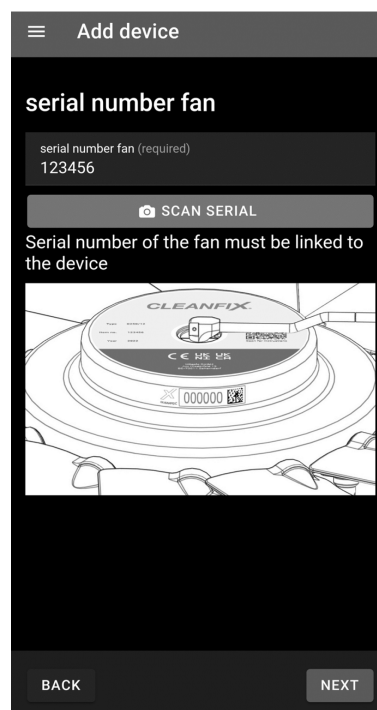 Add device
serial number fan
serial number fan (required)
123456
SCAN SERIAL
Serial number of the fan must be linked to
the device
CLEANFIX
000000
BACK
NEXT